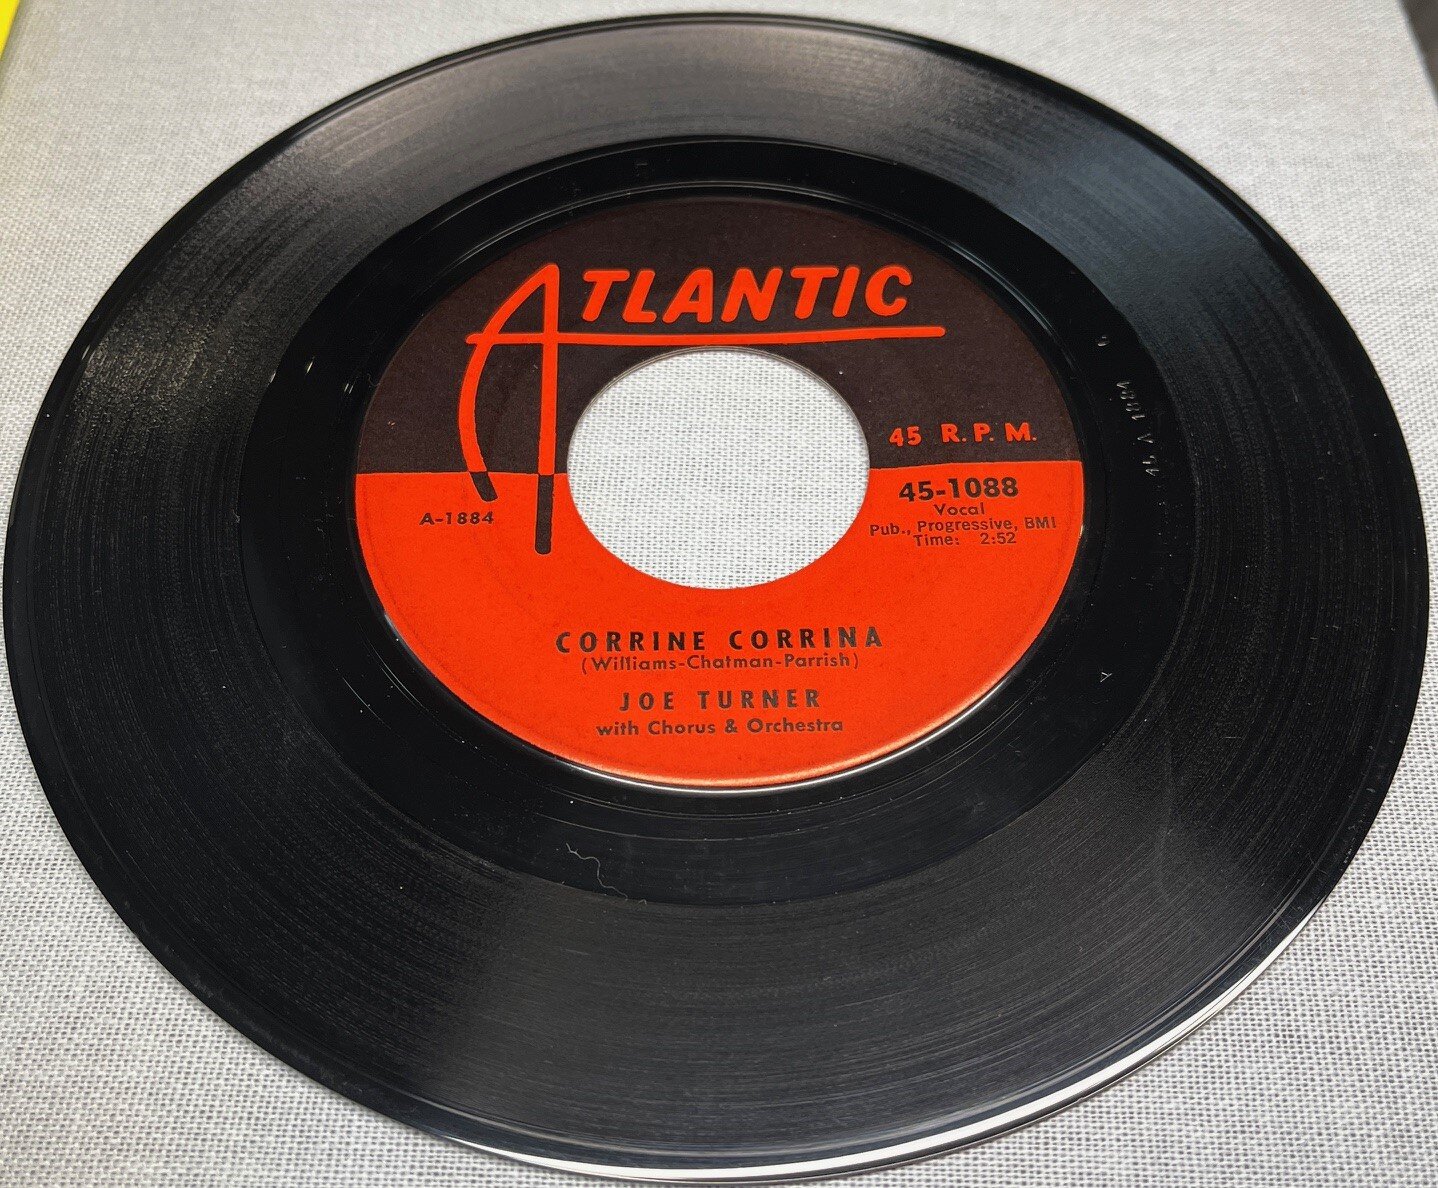 ATLANTIC
45 R.P.M.
45-1088
Vocal
Pub., Progressive, BMI
Time: 2:52
A-1884
CORRINE CORRINA
(Williams-Chatman-Parrish)
JOE TURNER
with Chorus & Orchestra
A 1884